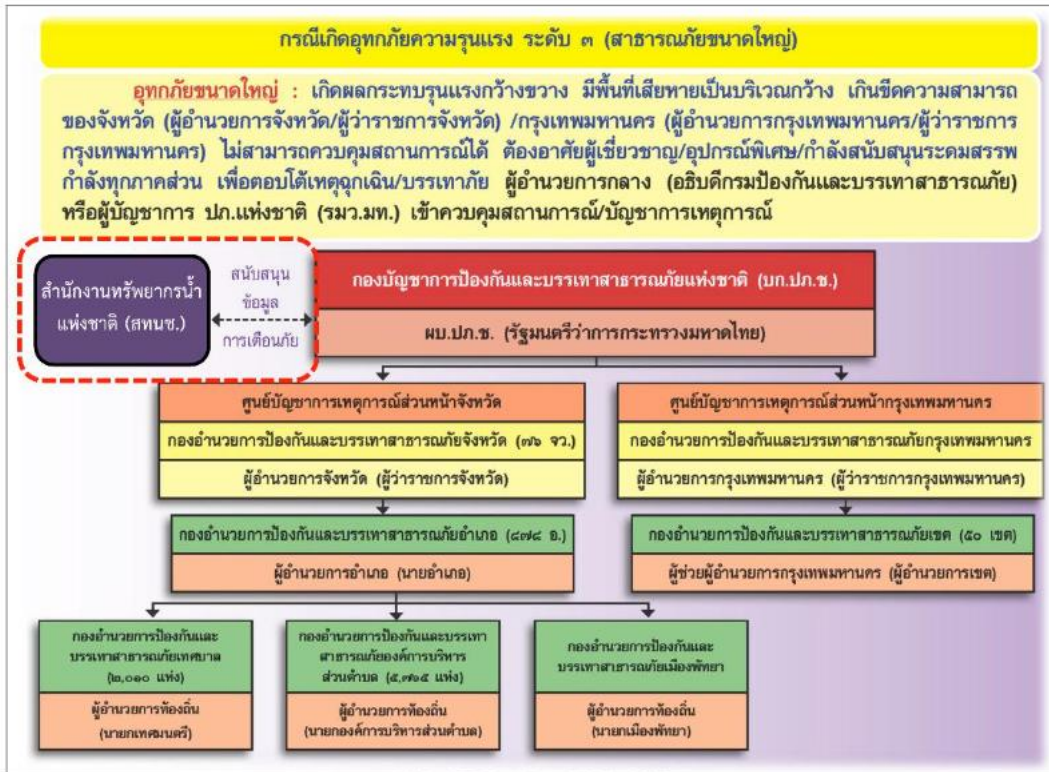 กรณีเกิดอุทกภัยความรุนแรง ระดับ ๓ (สาธารณภัยขนาดใหญ่)
อุทกภัยขนาดใหญ่ : เกิดผลกระทบรุนแรงกว้างขวาง มีพื้นที่เสียหายเป็นบริเวณกว้าง เกินขีดความสามารถ
ของจังหวัด (ผู้อำนวยการจังหวัด/ผู้ว่าราชการจังหวัด) /กรุงเทพมหานคร (ผู้อำนวยการกรุงเทพมหานคร/ผู้ว่าราชการ
กรุงเทพมหานคร) ไม่สามารถควบคุมสถานการณ์ได้ ต้องอาศัยผู้เชี่ยวชาญ/อุปกรณ์พิเศษ/กำลังสนับสนุนระดมสรรพ
กำลังทุกภาคส่วน เพื่อตอบโต้เหตุฉุกเฉิน/บรรเทาภัย ผู้อำนวยการกลาง (อธิบดีกรมป้องกันและบรรเทาสาธารณภัย)
หรือผู้บัญชาการ ปภ.แห่งชาติ (รมว.มท.) เข้าควบคุมสถานการณ์/บัญชาการเหตุการณ์
สำนักงานทรัพยากรน้ำ
แห่งชาติ (สทนช.)
สนับสนุน
ข้อมูล
การเตือนภัย
กองบัญชาการป้องกันและบรรเทาสาธารณภัยแห่งชาติ (บก.ปภ.ช.)
ผบ.ปภ.ช. (รัฐมนตรีว่าการกระทรวงมหาดไทย)
ศูนย์บัญชาการเหตุการณ์ส่วนหน้าจังหวัด
กองอำนวยการป้องกันและบรรเทาสาธารณภัยจังหวัด (๗๖ จว.)
ผู้อำนวยการจังหวัด (ผู้ว่าราชการจังหวัด)
ศูนย์บัญชาการเหตุการณ์ส่วนหน้ากรุงเทพมหานคร
กองอำนวยการป้องกันและบรรเทาสาธารณภัยกรุงเทพมหานคร
ผู้อำนวยการกรุงเทพมหานคร (ผู้ว่าราชการกรุงเทพมหานคร)
กองอำนวยการป้องกันและบรรเทาสาธารณภัยอำเภอ (๘๗๘ อ.)
ผู้อำนวยการอำเภอ (นายอำเภอ)
กองอำนวยการป้องกันและบรรเทาสาธารณภัยเขต (๕๐ เขต)
ผู้ช่วยผู้อำนวยการกรุงเทพมหานคร (ผู้อำนวยการเขต)
กองอำนวยการป้องกันและ
บรรเทาสาธารณภัยเทศบาล
(๒,๐๑๐ แห่ง)
ผู้อำนวยการท้องถิ่น
(นายกเทศมนตรี)
กองอำนวยการป้องกันและบรรเทา
สาธารณภัยองค์การบริหาร
ส่วนตำบล (๕,๗๖๕ แห่ง)
ผู้อำนวยการท้องถิ่น
(นายกองค์การบริหารส่วนตำบล)
กองอำนวยการป้องกันและ
บรรเทาสาธารณภัยเมืองพัทยา
ผู้อำนวยการท้องถิ่น
(นายกเมืองพัทยา)